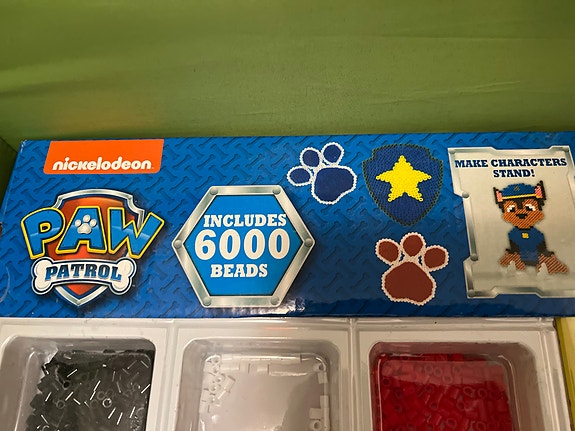 nickelodeon
PAW
PATROL
INCLUDES
6000
BEADS
MAKE CHARACTERS
STAND!